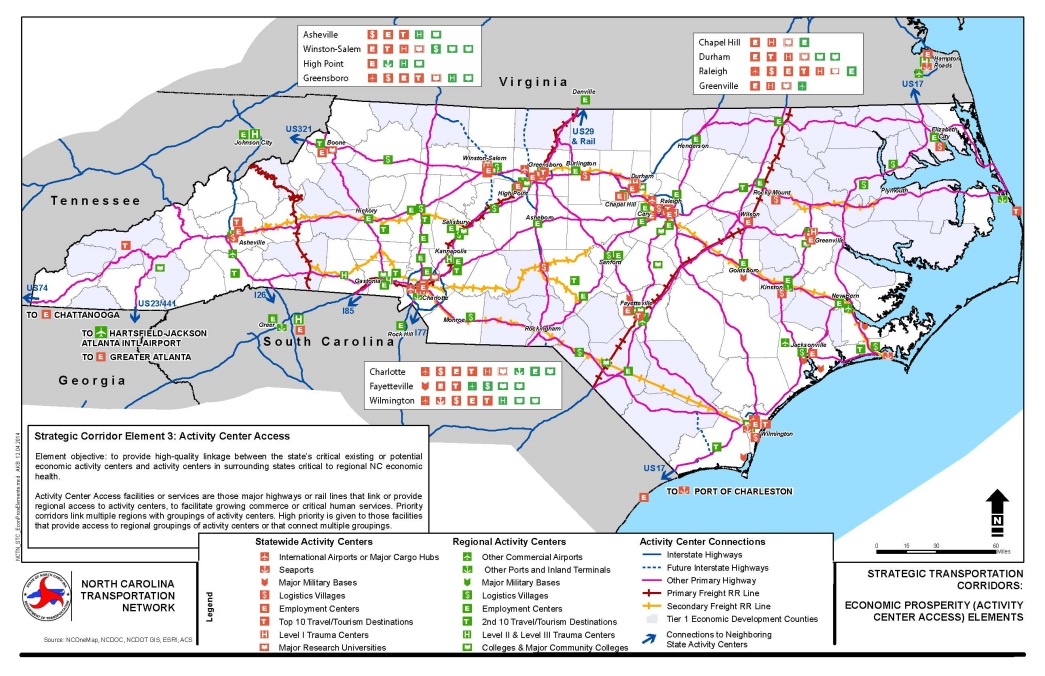 Asheville $ E T H
Winston-Salem E T H $
High Point E H
Greensboro $ E T H
Chapel Hill E H E
Durham E T H
Raleigh $ E T H E
Greenville E H
Virginia
Danville
E
US29
& Rail
Hampton
Roads
US17
E H
Johnson City
US321
Boone
Elizabeth
City
Henderson
Winston-Salem
Greensboro
Burlington
High Point
Durham
Chapel Hill
Cary
Raleigh
Rocky Mount
Plymouth
Tennessee
Hickory
Salisbury
Asheboro
Wilson
Greenville
Asheville
Kannapolis
Sanford
Goldsboro
Gastonia
Charlotte
Kinston
Newbern
US74
US23/441
I26
I85
I77
Fayetteville
Monroe
Rockingham
Jacksonville
TO E CHATTANOOGA
TO HARTSFIELD-JACKSON
ATLANTA INTL AIRPORT
TO E GREATER ATLANTA
Greer
Rock Hill
South Carolina
Georgia
Charlotte $ E T H E
Fayetteville E T $
Wilmington $ E T H
Wilmington
US17
TO PORT OF CHARLESTON
Strategic Corridor Element 3: Activity Center Access
Element objective: to provide high-quality linkage between the state's critical existing or potential
economic activity centers and activity centers in surrounding states critical to regional NC economic
health.
Activity Center Access facilities or services are those major highways or rail lines that link or provide
regional access to activity centers, to facilitate growing commerce or critical human services. Priority
corridors link multiple regions with groupings of activity centers. High priority is given to those facilities
that provide access to regional groupings of activity centers or that connect multiple groupings.
N
0 15 30 60
Miles
Legend
Statewide Activity Centers
International Airports or Major Cargo Hubs
Seaports
Major Military Bases
$ Logistics Villages
E Employment Centers
T Top 10 Travel/Tourism Destinations
H Level I Trauma Centers
Major Research Universities
Regional Activity Centers
Other Commercial Airports
Other Ports and Inland Terminals
Major Military Bases
$ Logistics Villages
E Employment Centers
T 2nd 10 Travel/Tourism Destinations
H Level II & Level III Trauma Centers
Colleges & Major Community Colleges
Activity Center Connections
Interstate Highways
Future Interstate Highways
Other Primary Highway
Primary Freight RR Line
Secondary Freight RR Line
Tier 1 Economic Development Counties
Connections to Neighboring
State Activity Centers
NORTH CAROLINA
TRANSPORTATION
NETWORK
Source: NCOneMap, NCDOC, NCDOT GIS, ESRI, ACS
STRATEGIC TRANSPORTATION
CORRIDORS:
ECONOMIC PROSPERITY (ACTIVITY
CENTER ACCESS) ELEMENTS